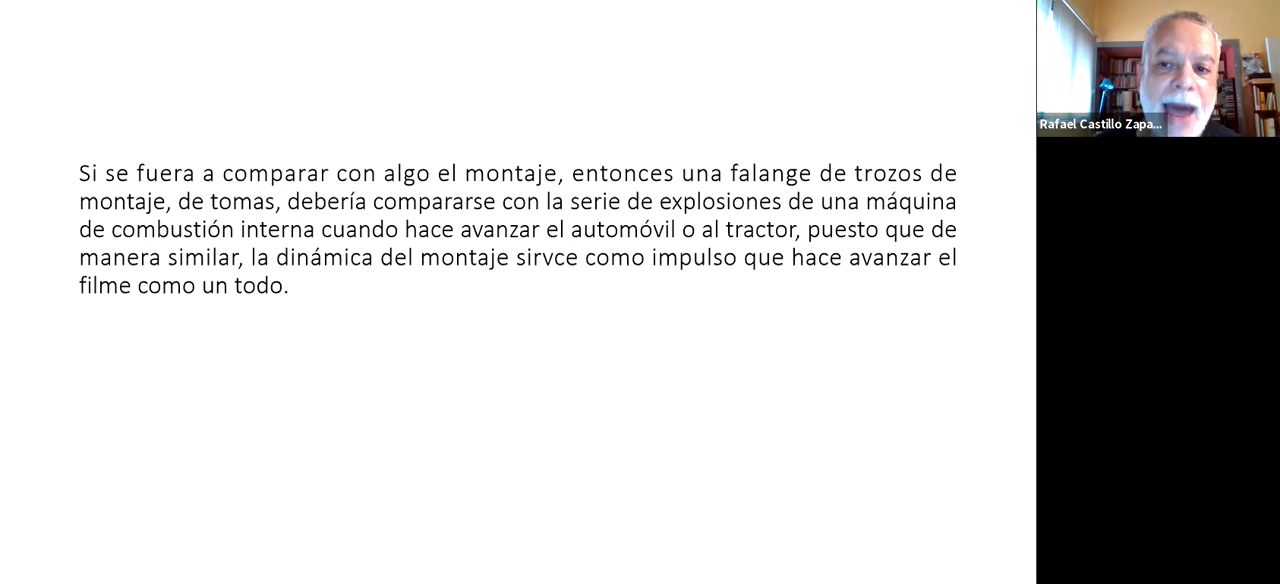 Si se fuera a comparar con algo el montaje, entonces una falange de trozos de
montaje, de tomas, debería compararse con la serie de explosiones de una máquina
de combustión interna cuando hace avanzar el automóvil o al tractor, puesto que de
manera similar, la dinámica del montaje sirvce como impulso que hace avanzar el
filme como un todo.
Rafael Castillo Zapa...